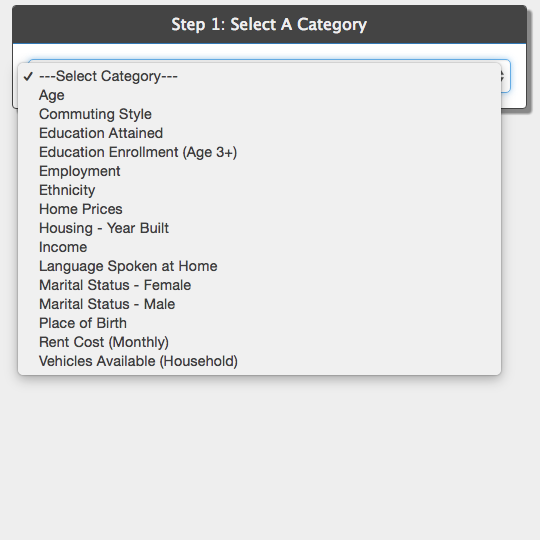 Step 1: Select A Category
✓ ---Select Category---
Age
Commuting Style
Education Attained
Education Enrollment (Age 3+)
Employment
Ethnicity
Home Prices
Housing - Year Built
Income
Language Spoken at Home
Marital Status - Female
Marital Status - Male
Place of Birth
Rent Cost (Monthly)
Vehicles Available (Household)